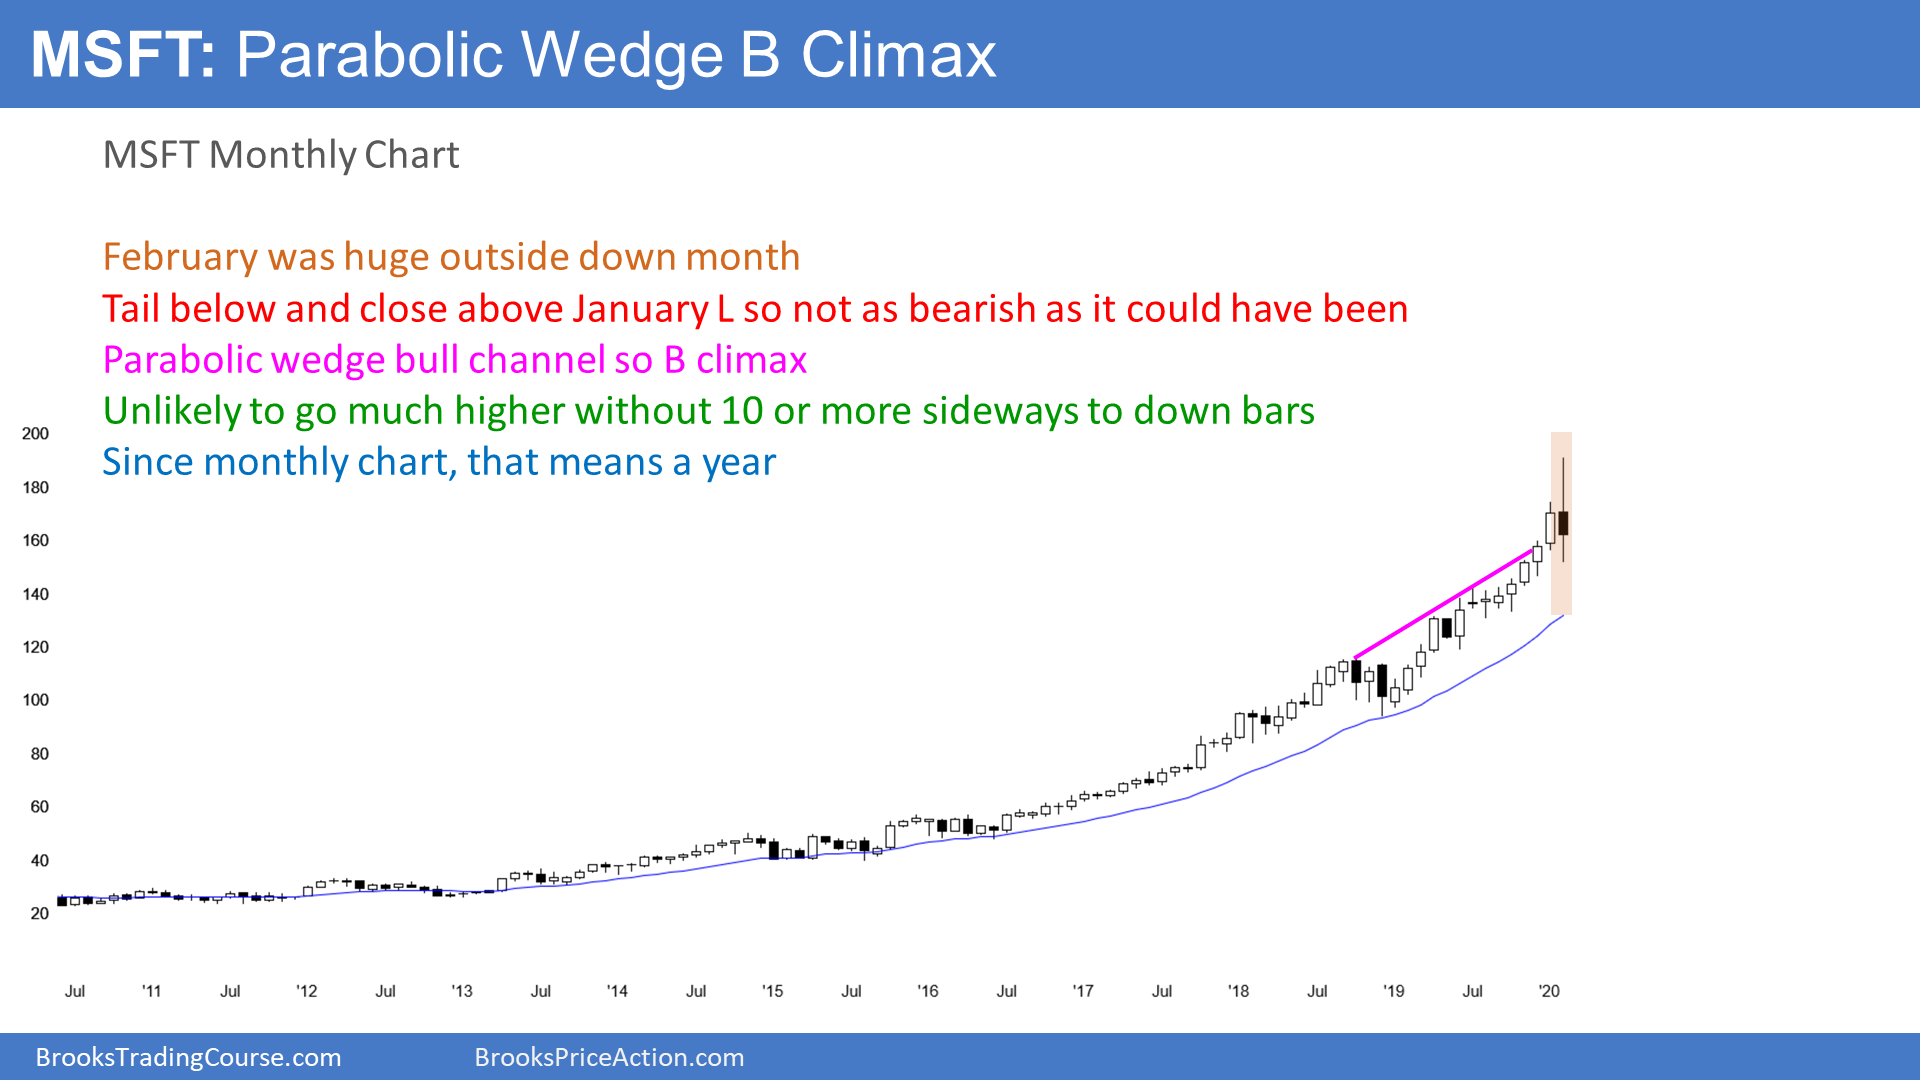 MSFT: Parabolic Wedge B Climax
MSFT Monthly Chart
February was huge outside down month
Tail below and close above January L so not as bearish as it could have been
Parabolic wedge bull channel so B climax
Unlikely to go much higher without 10 or more sideways to down bars
Since monthly chart, that means a year
200
180
160
140
120
100
80
60
40
20
Jul '11 Jul '12 Jul '13 Jul '14 Jul '15 Jul '16 Jul '17 Jul '18 Jul '19 Jul '20
BrooksTradingCourse.com BrooksPriceAction.com